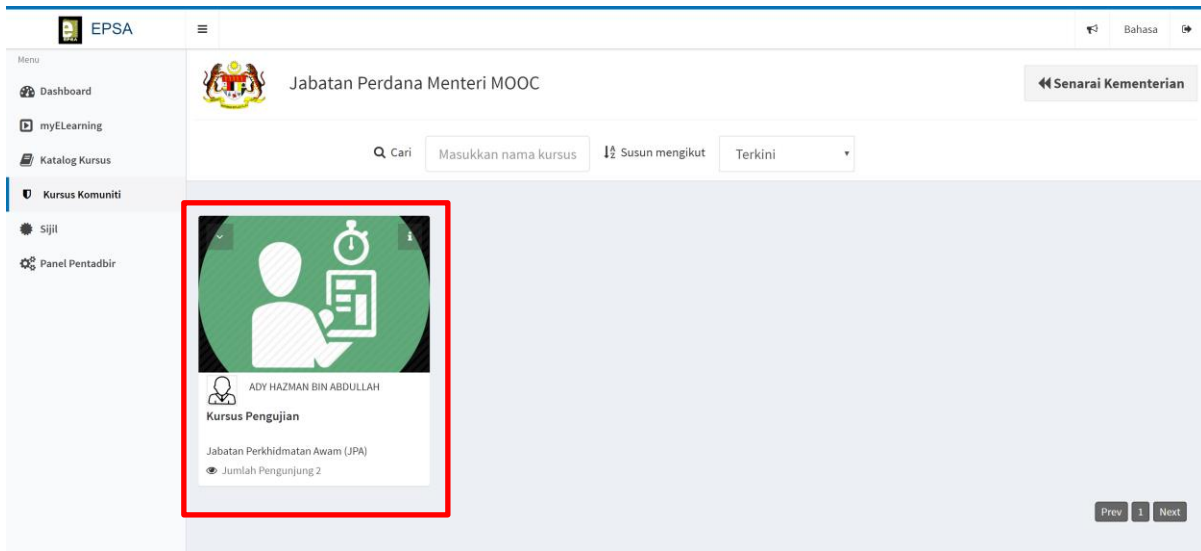 EPSA
Bahasa
Menu
Dashboard
myELearning
Katalog Kursus
Kursus Komuniti
Sijil
Panel Pentadbir
Jabatan Perdana Menteri MOOC
Senarai Kementerian
Cari Masukkan nama kursus Susun mengikut Terkini
ADY HAZMAN BIN ABDULLAH
Kursus Pengujian
Jabatan Perkhidmatan Awam (JPA)
Jumlah Pengunjung 2
Prev 1 Next